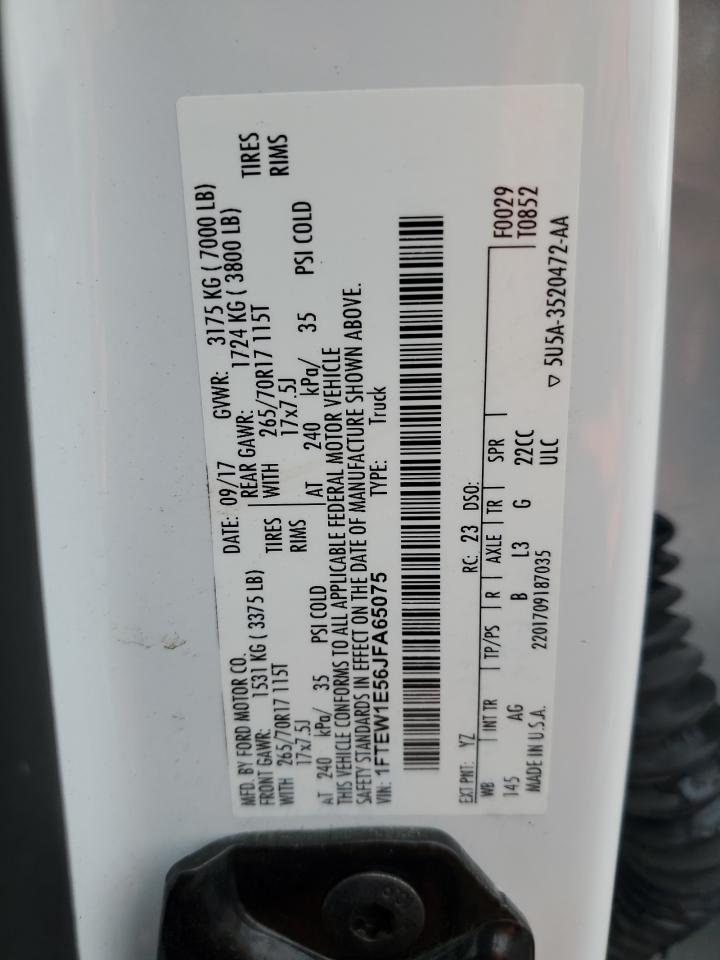 MFD. BY FORD MOTOR CO.
DATE: 09/17 GVWR: 3175 KG ( 7000 LB)
FRONT GAWR: 1531 KG ( 3375 LB) REAR GAWR: 1724 KG ( 3800 LB)
WITH 265/70R17 115T TIRES WITH 265/70R17 115T TIRES
17x7.5J RIMS 17x7.5J RIMS
AT 240 kPa/ 35 PSI COLD AT 240 kPa/ 35 PSI COLD
THIS VEHICLE CONFORMS TO ALL APPLICABLE FEDERAL MOTOR VEHICLE
SAFETY STANDARDS IN EFFECT ON THE DATE OF MANUFACTURE SHOWN ABOVE.
VIN: 1FTEW1E56JFA65075 TYPE: Truck
EXT PNT: YZ RC: 23 DSO: F0029
WB INT TR TP/PS R AXLE TR SPR T0852
145 AG B L3 G 22CC
MADE IN U.S.A. 2201709187035 ULC ▽ 5U5A-3520472-AA